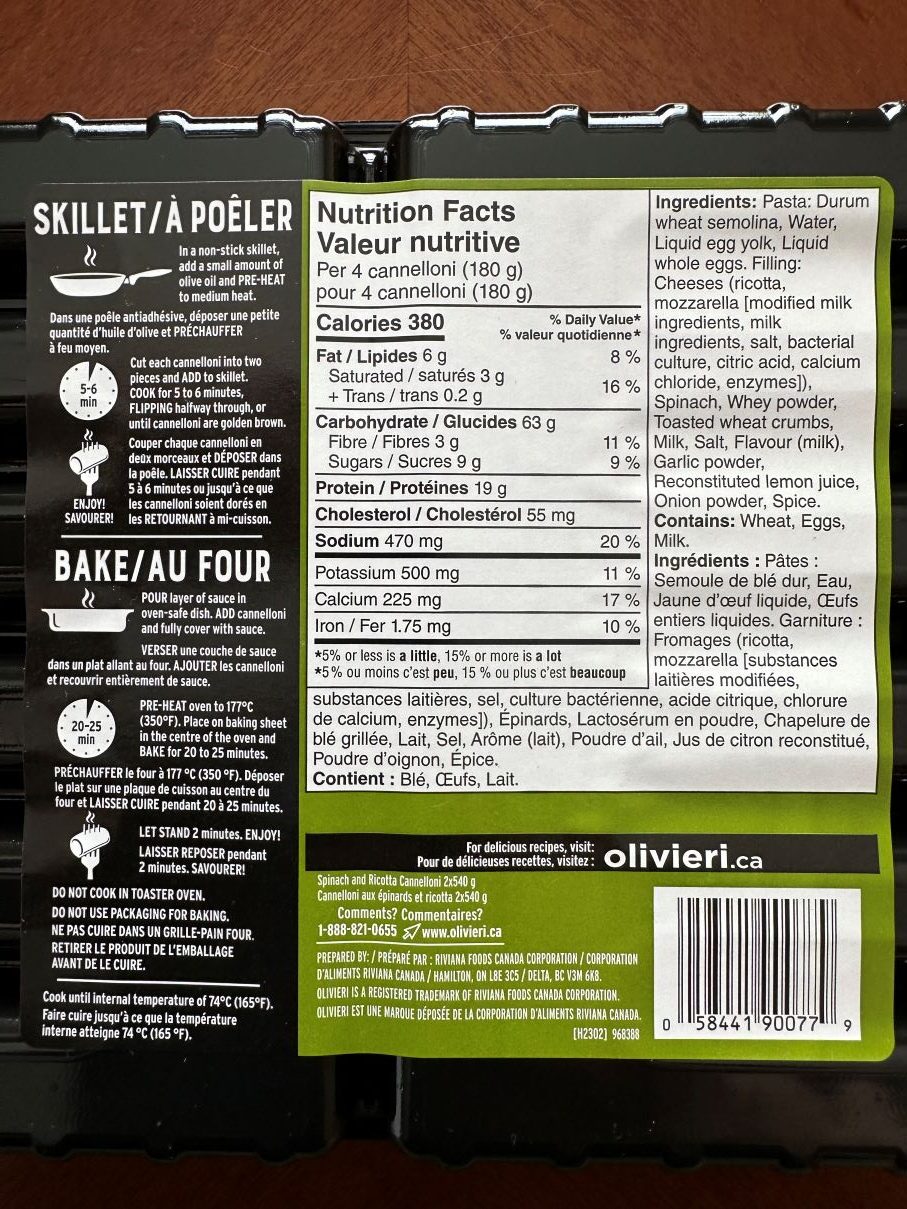 SKILLET/À POÊLER
In a non-stick skillet,
add a small amount of
olive oil and PRE-HEAT
to medium heat.
Dans une poêle antiadhésive, déposer une petite
quantité d'huile d'olive et PRÉCHAUFFER
à feu moyen.
5-6
min
Cut each cannelloni into two
pieces and ADD to skillet.
COOK for 5 to 6 minutes,
FLIPPING halfway through, or
until cannelloni are golden brown.
Couper chaque cannelloni en
deux morceaux et DÉPOSER dans
la poêle. LAISSER CUIRE pendant
5 à 6 minutes ou jusqu'à ce que
les cannelloni soient dorés en
les RETOURNANT à mi-cuisson.
ENJOY!
SAVOURER!
BAKE/AU FOUR
POUR layer of sauce in
oven-safe dish. ADD cannelloni
and fully cover with sauce.
VERSER une couche de sauce
dans un plat allant au four. AJOUTER les cannelloni
et recouvrir entièrement de sauce.
20-25
min
PRE-HEAT oven to 177°C
(350°F). Place on baking sheet
in the centre of the oven and
BAKE for 20 to 25 minutes.
PRÉCHAUFFER le four à 177 °C (350 °F). Déposer
le plat sur une plaque de cuisson au centre du
four et LAISSER CUIRE pendant 20 à 25 minutes.
LET STAND 2 minutes. ENJOY!
LAISSER REPOSER pendant
2 minutes. SAVOURER!
DO NOT COOK IN TOASTER OVEN.
DO NOT USE PACKAGING FOR BAKING.
NE PAS CUIRE DANS UN GRILLE-PAIN FOUR.
RETIRER LE PRODUIT DE L'EMBALLAGE
AVANT DE LE CUIRE.
Cook until internal temperature of 74°C (165°F).
Faire cuire jusqu'à ce que la température
interne atteigne 74 °C (165 °F).
Nutrition Facts
Valeur nutritive
Per 4 cannelloni (180 g)
pour 4 cannelloni (180 g)
Calories 380
% Daily Value*
% valeur quotidienne*
Fat / Lipides 6 g 8 %
Saturated / saturés 3 g
+ Trans / trans 0.2 g 16 %
Carbohydrate / Glucides 63 g
Fibre / Fibres 3 g 11 %
Sugars / Sucres 9 g 9 %
Protein / Protéines 19 g
Cholesterol / Cholestérol 55 mg
Sodium 470 mg 20 %
Potassium 500 mg 11 %
Calcium 225 mg 17 %
Iron / Fer 1.75 mg 10 %
*5% or less is a little, 15% or more is a lot
*5% ou moins c'est peu, 15 % ou plus c'est beaucoup
Ingredients: Pasta: Durum
wheat semolina, Water,
Liquid egg yolk, Liquid
whole eggs. Filling:
Cheeses (ricotta,
mozzarella [modified milk
ingredients, milk
ingredients, salt, bacterial
culture, citric acid, calcium
chloride, enzymes]),
Spinach, Whey powder,
Toasted wheat crumbs,
Milk, Salt, Flavour (milk),
Garlic powder,
Reconstituted lemon juice,
Onion powder, Spice.
Contains: Wheat, Eggs,
Milk.
Ingrédients : Pâtes :
Semoule de blé dur, Eau,
Jaune d'œuf liquide, Œufs
entiers liquides. Garniture :
Fromages (ricotta,
mozzarella [substances
laitières modifiées,
substances laitières, sel, culture bactérienne, acide citrique, chlorure
de calcium, enzymes]), Épinards, Lactosérum en poudre, Chapelure de
blé grillée, Lait, Sel, Arôme (lait), Poudre d'ail, Jus de citron reconstitué,
Poudre d'oignon, Épice.
Contient : Blé, Œufs, Lait.
For delicious recipes, visit:
Pour de délicieuses recettes, visitez :
olivieri.ca
Spinach and Ricotta Cannelloni 2x540 g
Cannelloni aux épinards et ricotta 2x540 g
Comments? Commentaires?
1-888-821-0655 www.olivieri.ca
PREPARED BY: / PRÉPARÉ PAR : RIVIANA FOODS CANADA CORPORATION / CORPORATION
D'ALIMENTS RIVIANA CANADA / HAMILTON, ON L8E 3C5 / DELTA, BC V3M 6K8.
OLIVIERI IS A REGISTERED TRADEMARK OF RIVIANA FOODS CANADA CORPORATION.
OLIVIERI EST UNE MARQUE DÉPOSÉE DE LA CORPORATION D'ALIMENTS RIVIANA CANADA.
[H2302] 968388
0 58441 90077 9